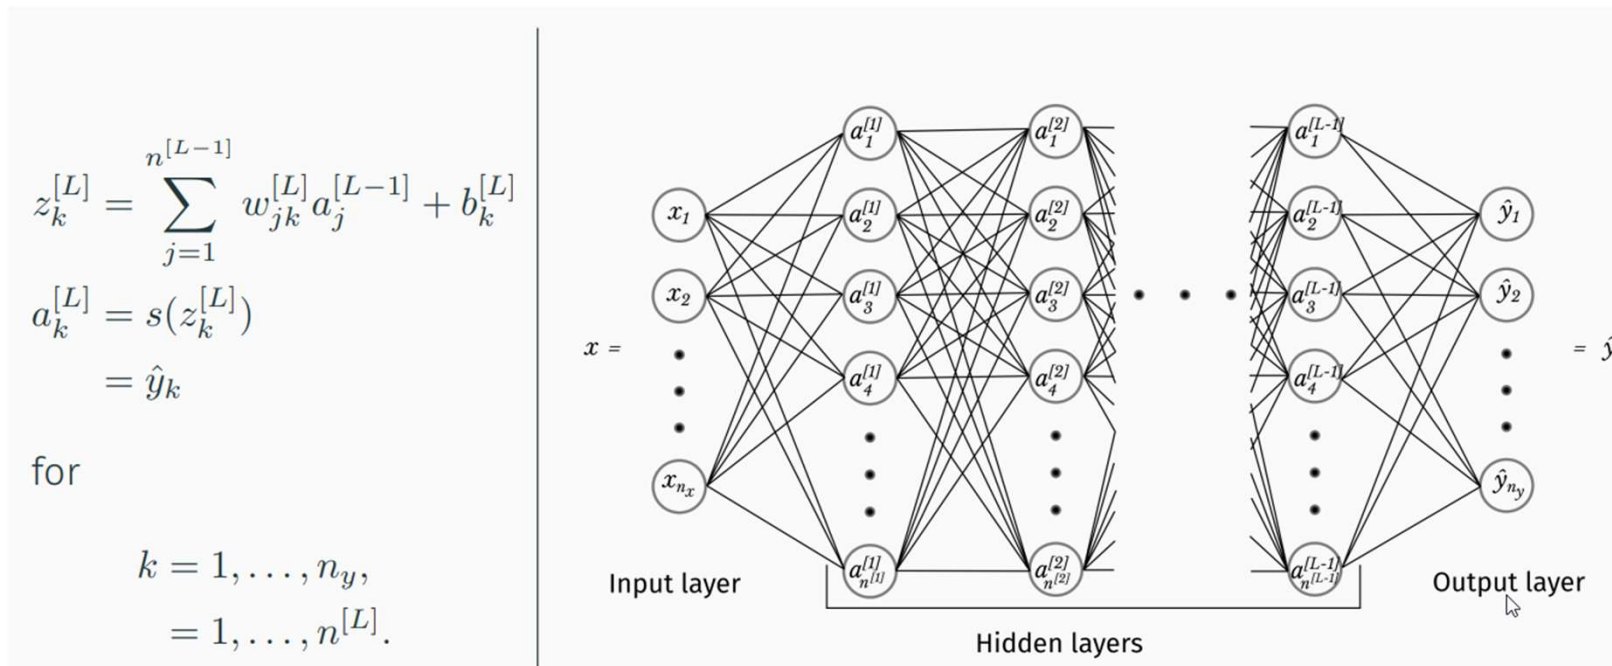 z_k^{[L]} = \sum_{j=1}^{n^{[L-1]}} w_{jk}^{[L]} a_j^{[L-1]} + b_k^{[L]}
a_k^{[L]} = s(z_k^{[L]})
= \hat{y}_k
for
k = 1, . . . , n_y,
= 1, . . . , n^{[L]}.
x =
x_1
x_2
x_{n_x}
Input layer
a_1^{[1]}
a_2^{[1]}
a_3^{[1]}
a_4^{[1]}
a_{n^{[1]}}^{[1]}
a_1^{[2]}
a_2^{[2]}
a_3^{[2]}
a_4^{[2]}
a_{n^{[2]}}^{[2]}
a_1^{[L-1]}
a_2^{[L-1]}
a_3^{[L-1]}
a_4^{[L-1]}
a_{n^{[L-1]}}^{[L-1]}
Hidden layers
\hat{y}_1
\hat{y}_2
\hat{y}_{n_y}
Output layer
= \hat{y}